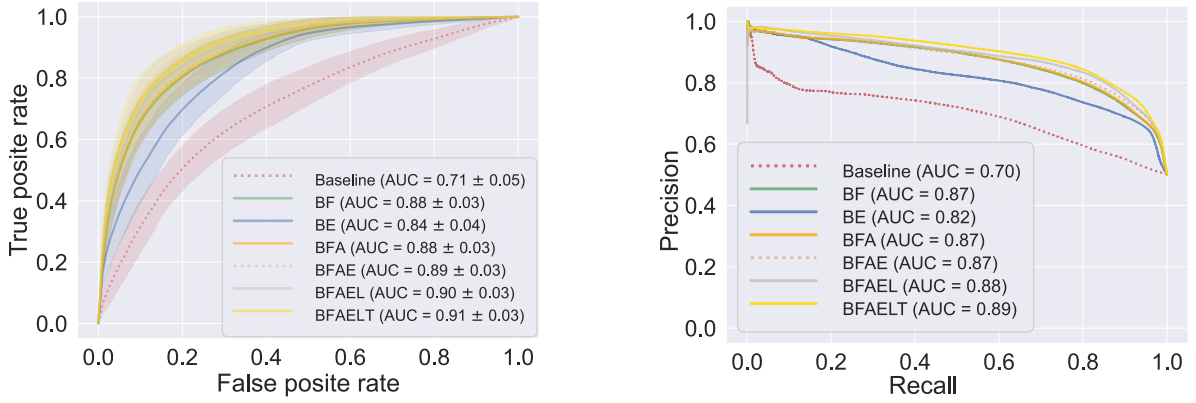 True posite rate
1.0
0.8
0.6
0.4
0.2
0.0
Baseline (AUC = 0.71 ± 0.05)
BF (AUC = 0.88 ± 0.03)
BE (AUC = 0.84 ± 0.04)
BFA (AUC = 0.88 ± 0.03)
BFAE (AUC = 0.89 ± 0.03)
BFAEL (AUC = 0.90 ± 0.03)
BFAELT (AUC = 0.91 ± 0.03)
0.0 0.2 0.4 0.6 0.8 1.0
False posite rate
Precision
1.0
0.8
0.6
0.4
0.2
0.0
Baseline (AUC = 0.70)
BF (AUC = 0.87)
BE (AUC = 0.82)
BFA (AUC = 0.87)
BFAE (AUC = 0.87)
BFAEL (AUC = 0.88)
BFAELT (AUC = 0.89)
0.0 0.2 0.4 0.6 0.8 1.0
Recall